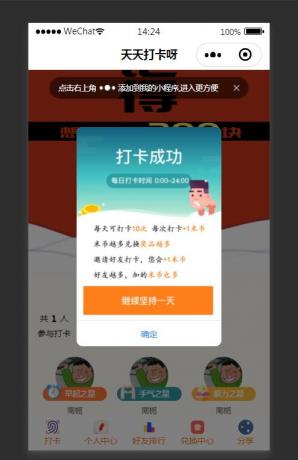 WeChat
14:24
100%
天天打卡呀
点击右上角 添加到我的小程序,进入更方便
打卡成功
每日打卡时间 0:00~24:00
每天可打卡10次 每次打卡+1米币
米币越多兑换奖品越多
邀请好友打卡, 您会+1米币
好友越多, 加的米币也多
继续坚持一天
确定
共 1 人
参与打卡
早起之星
手气之星
毅力之星
南栀
南栀
南栀
打卡
个人中心
好友排行
兑换中心
分享